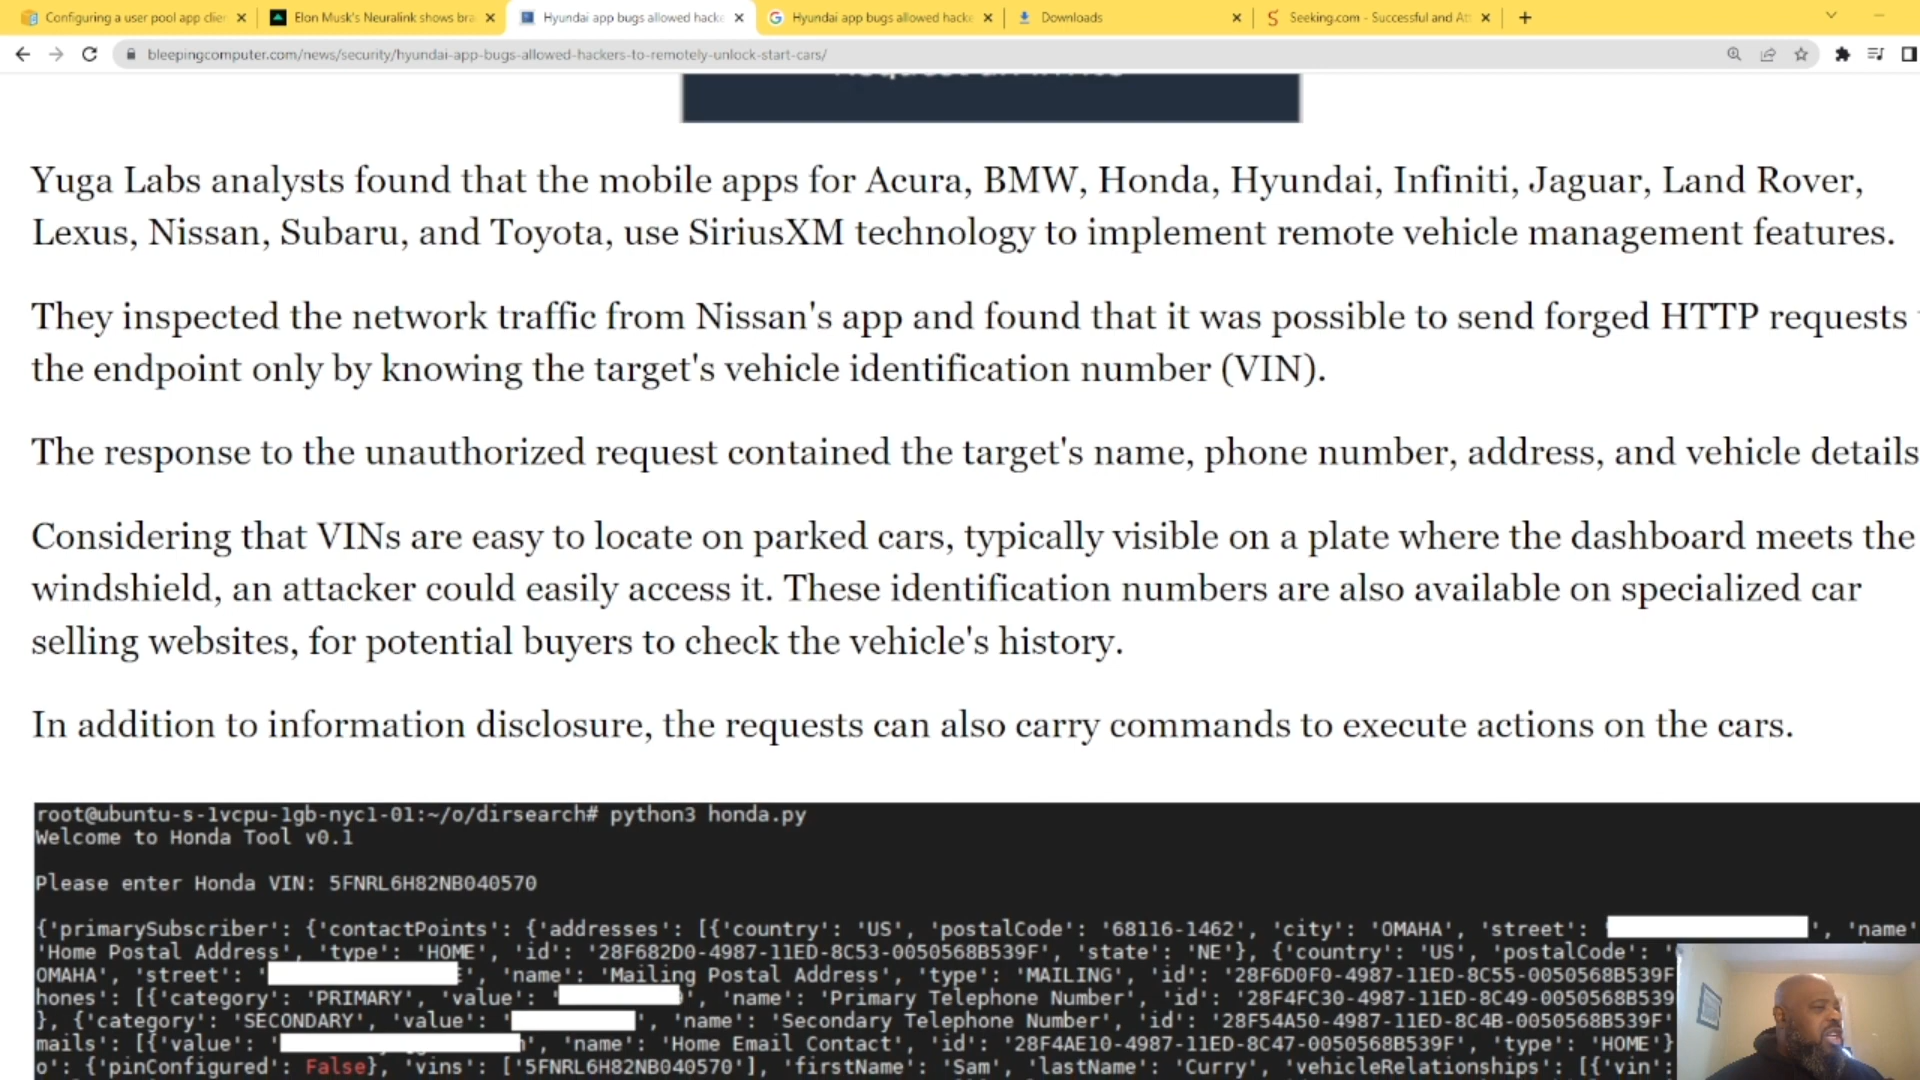 Configuring a user pool app clien
Elon Musk's Neuralink shows bra
Hyundai app bugs allowed hacke
Hyundai app bugs allowed hacke
Downloads
Seeking.com - Successful and Att
bleepingcomputer.com/news/security/hyundai-app-bugs-allowed-hackers-to-remotely-unlock-start-cars/
Yuga Labs analysts found that the mobile apps for Acura, BMW, Honda, Hyundai, Infiniti, Jaguar, Land Rover,
Lexus, Nissan, Subaru, and Toyota, use SiriusXM technology to implement remote vehicle management features.
They inspected the network traffic from Nissan's app and found that it was possible to send forged HTTP requests
the endpoint only by knowing the target's vehicle identification number (VIN).
The response to the unauthorized request contained the target's name, phone number, address, and vehicle details
Considering that VINs are easy to locate on parked cars, typically visible on a plate where the dashboard meets the
windshield, an attacker could easily access it. These identification numbers are also available on specialized car
selling websites, for potential buyers to check the vehicle's history.
In addition to information disclosure, the requests can also carry commands to execute actions on the cars.
root@ubuntu-s-1vcpu-1gb-nyc1-01:~/o/dirsearch# python3 honda.py
Welcome to Honda Tool v0.1
Please enter Honda VIN: 5FNRL6H82NB040570
{'primarySubscriber': {'contactPoints': {'addresses': [{'country': 'US', 'postalCode': '68116-1462', 'city': 'OMAHA', 'street': ', 'name'
'Home Postal Address', 'type': 'HOME', 'id': '28F682D0-4987-11ED-8C53-0050568B539F', 'state': 'NE'}, {'country': 'US', 'postalCode': '
OMAHA', 'street': ' ', 'name': 'Mailing Postal Address', 'type': 'MAILING', 'id': '28F6D0F0-4987-11ED-8C55-0050568B539F
hones': [{'category': 'PRIMARY', 'value': ' ', 'name': 'Primary Telephone Number', 'id': '28F4FC30-4987-11ED-8C49-0050568B539
}, {'category': 'SECONDARY', 'value': ' ', 'name': 'Secondary Telephone Number', 'id': '28F54A50-4987-11ED-8C4B-0050568B539F'
mails': [{'value': ' ', 'name': 'Home Email Contact', 'id': '28F4AE10-4987-11ED-8C47-0050568B539F', 'type': 'HOME'}
o': {'pinConfigured': False}, 'vins': ['5FNRL6H82NB040570'], 'firstName': 'Sam', 'lastName': 'Curry', 'vehicleRelationships': [{'vin':